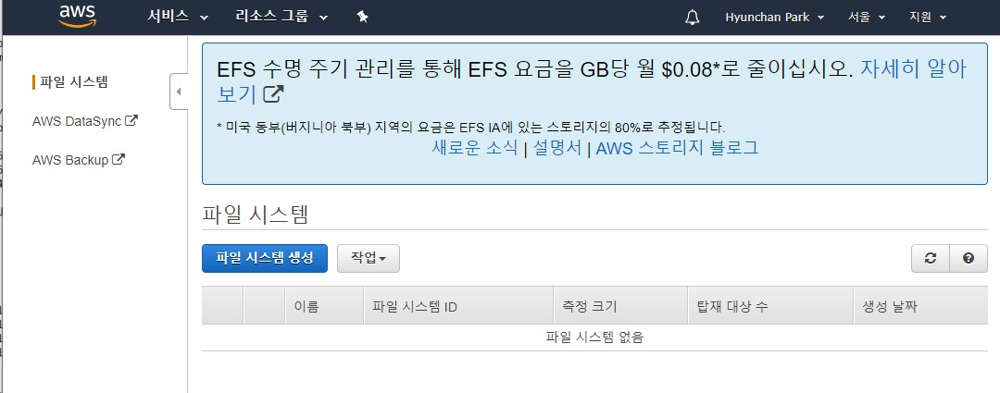 aws
서비스 리소스 그룹 Hyunchan Park 서울 지원
파일 시스템
AWS DataSync
AWS Backup
EFS 수명 주기 관리를 통해 EFS 요금을 GB당 월 $0.08*로 줄이십시오. 자세히 알아
보기
* 미국 동부(버지니아 북부) 지역의 요금은 EFS IA에 있는 스토리지의 80%로 추정됩니다.
새로운 소식 | 설명서 | AWS 스토리지 블로그
파일 시스템
파일 시스템 생성 작업
이름 파일 시스템 ID 측정 크기 탑재 대상 수 생성 날짜
파일 시스템 없음